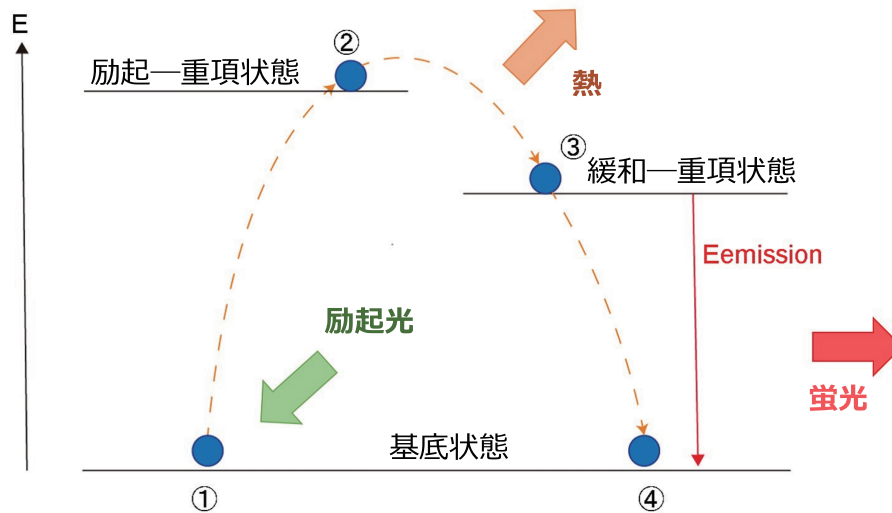 E
②
励起一重項状態
熱
③
緩和一重項状態
Eemission
励起光
蛍光
基底状態
①
④